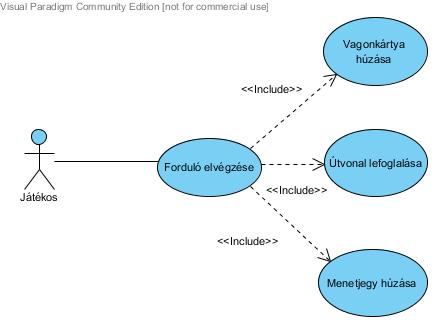 Visual Paradigm Community Edition [not for commercial use]
Vagonkártya
húzása
<<Include>>
Forduló elvégzése
Útvonal lefoglalása
<<Include>>
Játékos
<<Include>>
Menetjegy húzása